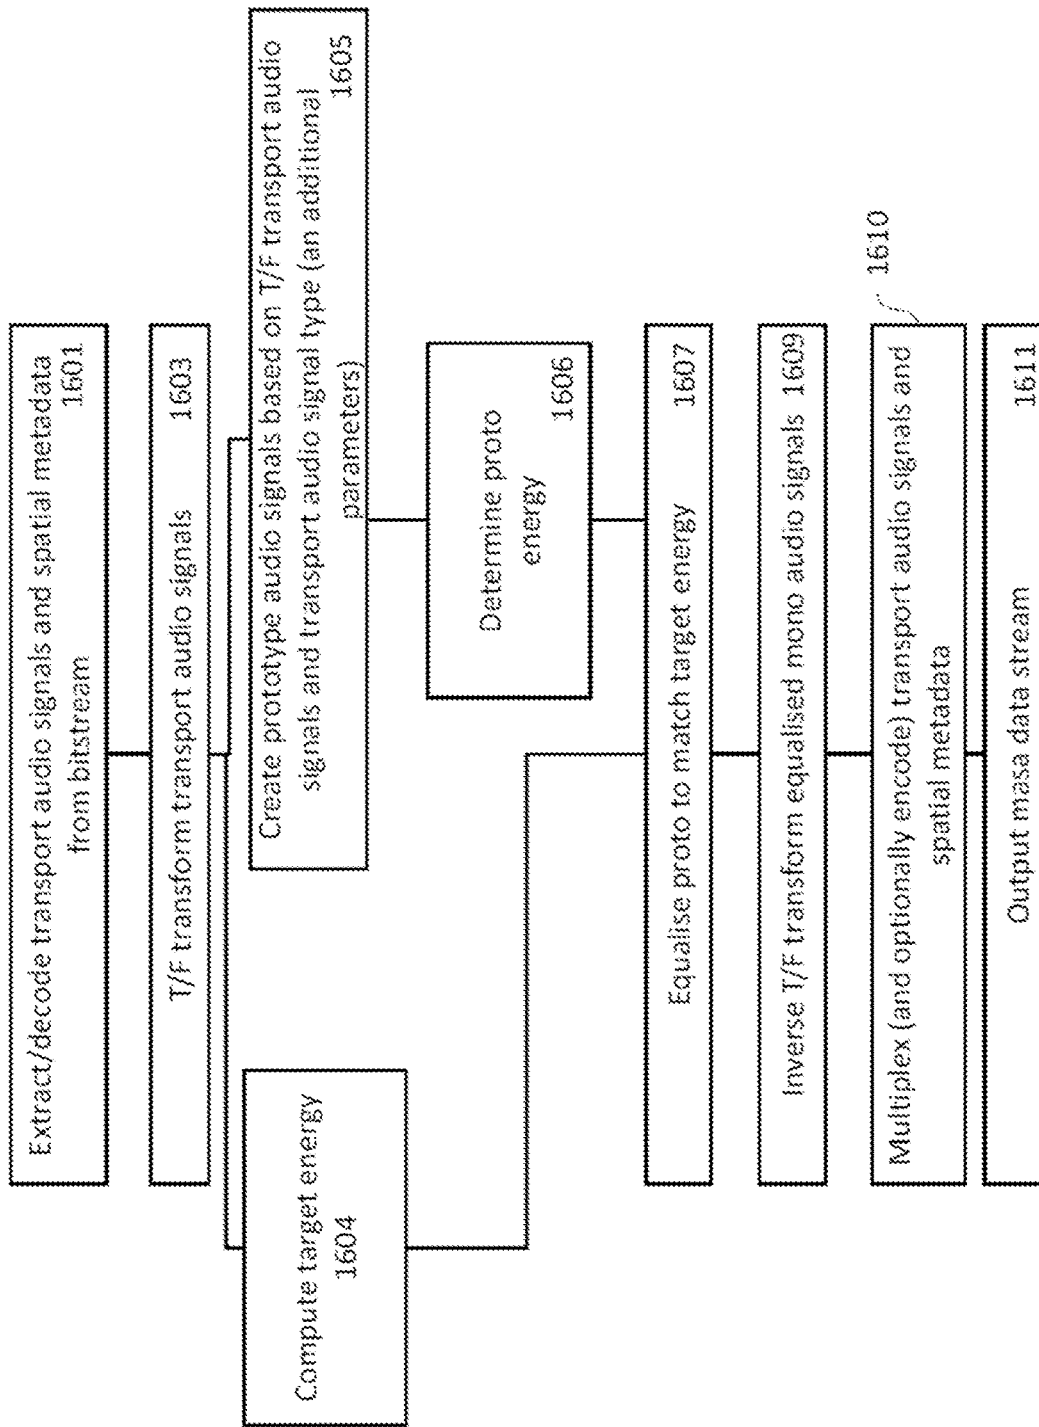 Extract/decode transport audio signals and spatial metadata
from bitstream 1601
T/F transform transport audio signals 1603
Compute target energy
1604
Create prototype audio signals based on T/F transport audio
signals and transport audio signal type (an additional
parameters) 1605
Determine proto
energy
1606
Equalise proto to match target energy 1607
Inverse T/F transform equalised mono audio signals 1609
1610
Multiplex (and optionally encode) transport audio signals and
spatial metadata
Output masa data stream 1611